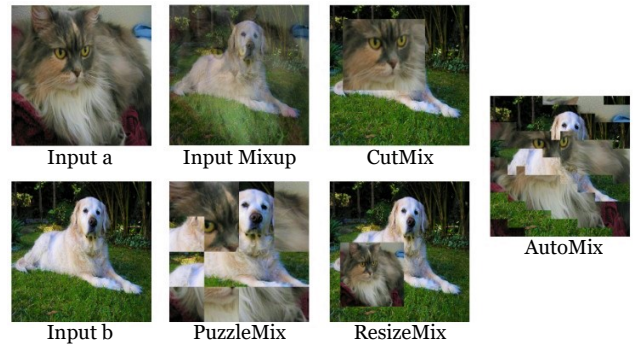 Input a
Input Mixup
CutMix
AutoMix
Input b
PuzzleMix
ResizeMix